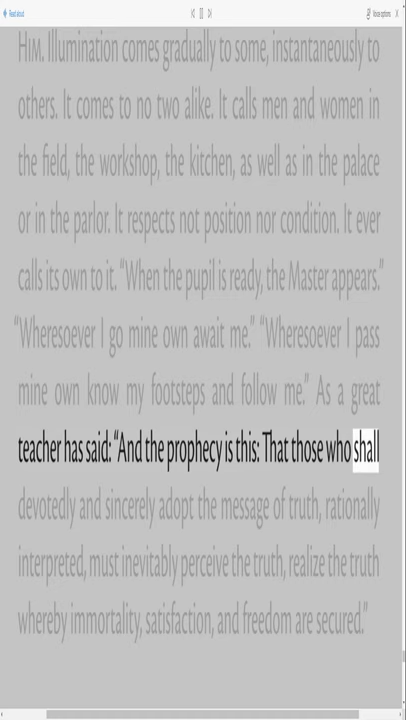 Read aloud
Voice options
HIM. Illumination comes gradually to some, instantaneously to
others. It comes to no two alike. It calls men and women in
the field, the workshop, the kitchen, as well as in the palace
or in the parlor. It respects not position nor condition. It ever
calls its own to it. “When the pupil is ready, the Master appears.”
“Wheresoever I go mine own await me.” “Wheresoever I pass
mine own know my footsteps and follow me.” As a great
teacher has said: “And the prophecy is this: That those who shall
devotedly and sincerely adopt the message of truth, rationally
interpreted, must inevitably perceive the truth, realize the truth
whereby immortality, satisfaction, and freedom are secured.”